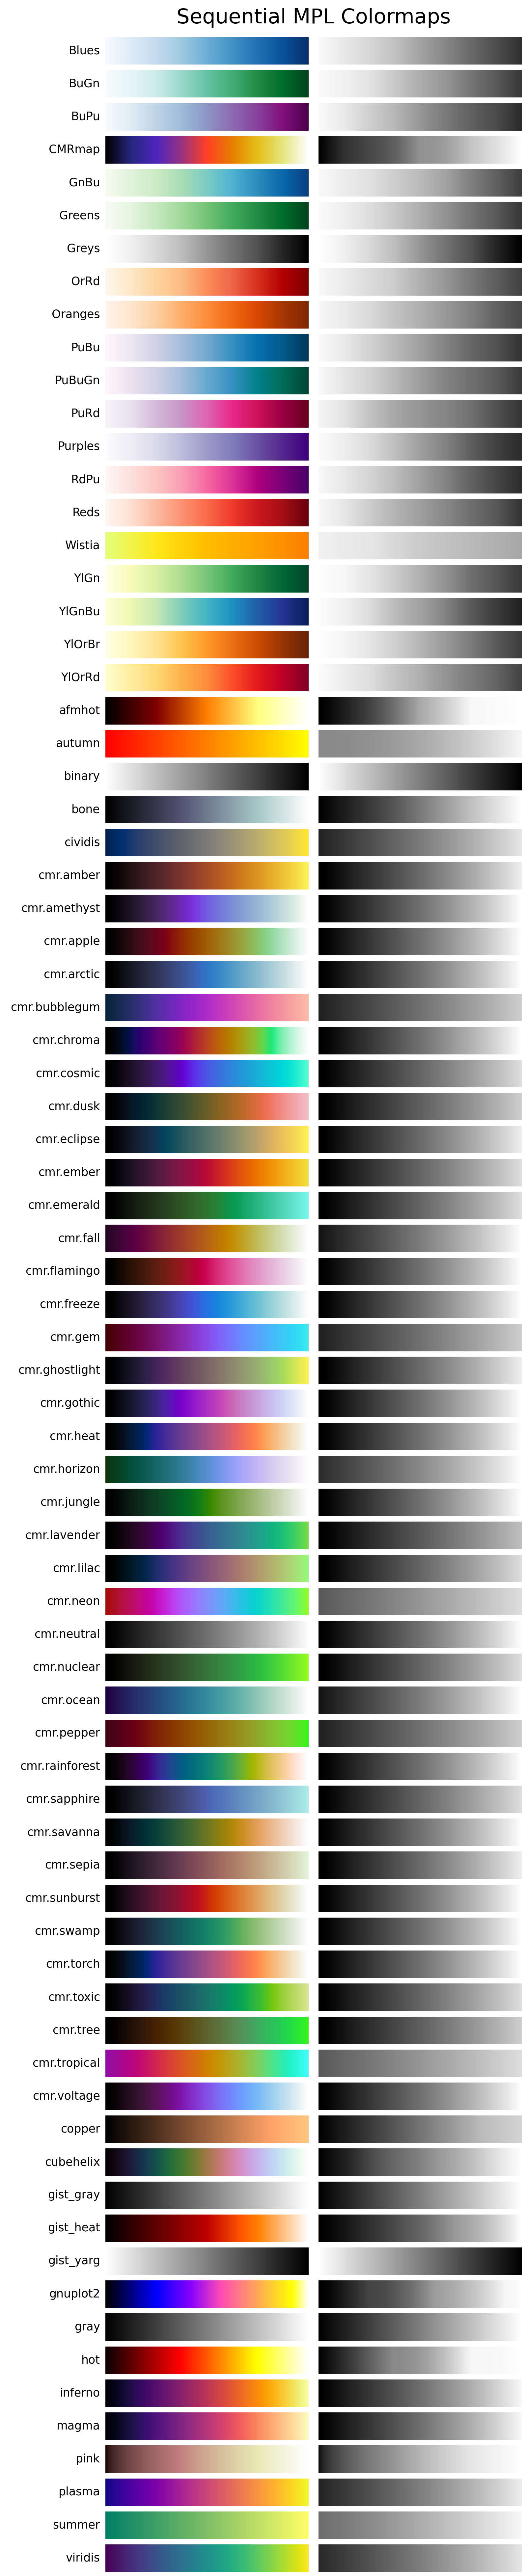 Sequential MPL Colormaps
Blues
BuGn
BuPu
CMRmap
GnBu
Greens
Greys
OrRd
Oranges
PuBu
PuBuGn
PuRd
Purples
RdPu
Reds
Wistia
YlGn
YlGnBu
YlOrBr
YlOrRd
afmhot
autumn
binary
bone
cividis
cmr.amber
cmr.amethyst
cmr.apple
cmr.arctic
cmr.bubblegum
cmr.chroma
cmr.cosmic
cmr.dusk
cmr.eclipse
cmr.ember
cmr.emerald
cmr.fall
cmr.flamingo
cmr.freeze
cmr.gem
cmr.ghostlight
cmr.gothic
cmr.heat
cmr.horizon
cmr.jungle
cmr.lavender
cmr.lilac
cmr.neon
cmr.neutral
cmr.nuclear
cmr.ocean
cmr.pepper
cmr.rainforest
cmr.sapphire
cmr.savanna
cmr.sepia
cmr.sunburst
cmr.swamp
cmr.torch
cmr.toxic
cmr.tree
cmr.tropical
cmr.voltage
copper
cubehelix
gist_gray
gist_heat
gist_yarg
gnuplot2
gray
hot
inferno
magma
pink
plasma
summer
viridis